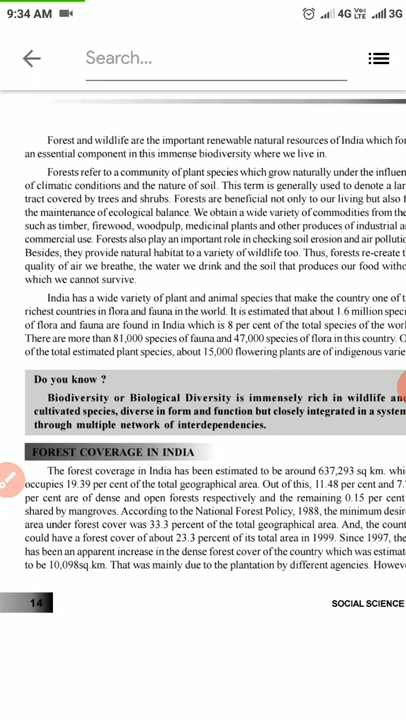 9:34 AM
4G VoI LTE 3G
Search...
Forest and wildlife are the important renewable natural resources of India which for
an essential component in this immense biodiversity where we live in.
Forests refer to a community of plant species which grow naturally under the influen
of climatic conditions and the nature of soil. This term is generally used to denote a lar
tract covered by trees and shrubs. Forests are beneficial not only to our living but also f
the maintenance of ecological balance. We obtain a wide variety of commodities from the
such as timber, firewood, woodpulp, medicinal plants and other produces of industrial a
commercial use. Forests also play an important role in checking soil erosion and air pollutio
Besides, they provide natural habitat to a variety of wildlife too. Thus, forests re-create t
quality of air we breathe, the water we drink and the soil that produces our food witho
which we cannot survive.
India has a wide variety of plant and animal species that make the country one of t
richest countries in flora and fauna in the world. It is estimated that about 1.6 million speci
of flora and fauna are found in India which is 8 per cent of the total species of the worl
There are more than 81,000 species of fauna and 47,000 species of flora in this country. O
of the total estimated plant species, about 15,000 flowering plants are of indigenous varie
Do you know ?
Biodiversity or Biological Diversity is immensely rich in wildlife and
cultivated species, diverse in form and function but closely integrated in a system
through multiple network of interdependencies.
FOREST COVERAGE IN INDIA
The forest coverage in India has been estimated to be around 637,293 sq km. whi
occupies 19.39 per cent of the total geographical area. Out of this, 11.48 per cent and 7.
per cent are of dense and open forests respectively and the remaining 0.15 per cent
shared by mangroves. According to the National Forest Policy, 1988, the minimum desir
area under forest cover was 33.3 percent of the total geographical area. And, the count
could have a forest cover of about 23.3 percent of its total area in 1999. Since 1997, the
has been an apparent increase in the dense forest cover of the country which was estimat
to be 10,098sq.km. That was mainly due to the plantation by different agencies. Howev
14
SOCIAL SCIENCE